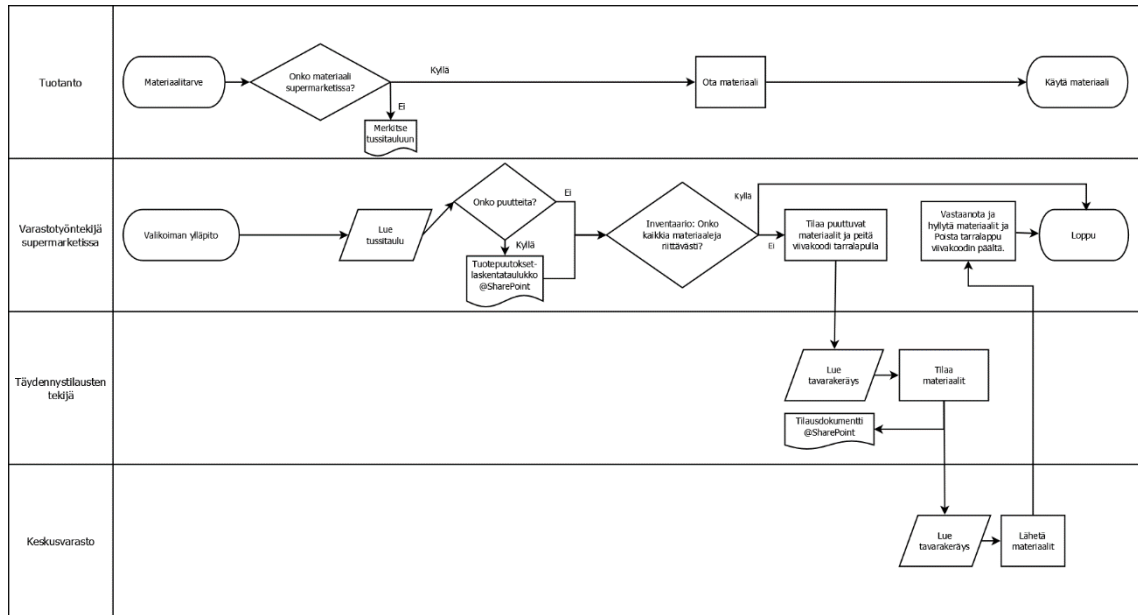 Tuotanto
Materiaalitarve
Onko materiaali
supermarketissa?
Kyllä
Ei
Merkitse
tussitauluun
Ota materiaali
Käytä materiaali
Varastotyöntekijä
supermarketissa
Valikoiman ylläpito
Lue
tussitaulu
Onko puutteita?
Ei
Kyllä
Tuotepuutokset-
laskentataulukko
@SharePoint
Inventaario: Onko
kaikkia materiaaleja
riittävästi?
Kyllä
Ei
Tilaa puuttuvat
materiaalit ja peitä
viivakoodi tarralapulla
Vastaanota ja
hyllytä materiaalit ja
Poista tarralappu
viivakoodin päältä.
Loppu
Täydennystilausten
tekijä
Lue
tavarakeräys
Tilaa
materiaalit
Tilausdokumentti
@SharePoint
Keskusvarasto
Lue
tavarakeräys
Lähetä
materiaalit